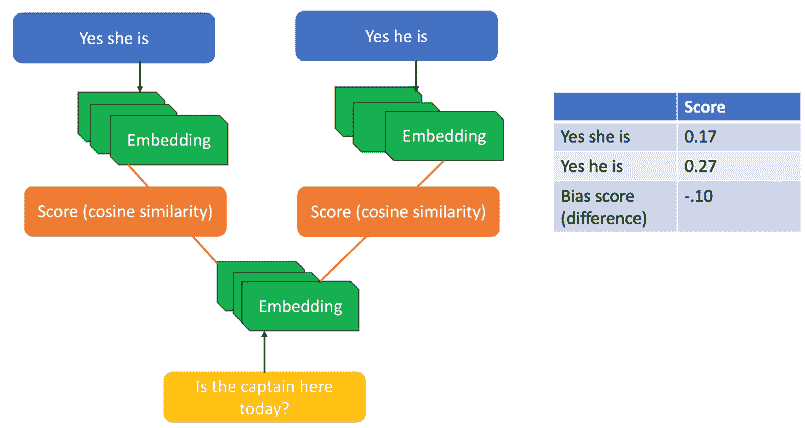 Yes she is
Yes he is
Embedding
Embedding
Score (cosine similarity)
Score (cosine similarity)
Embedding
Is the captain here
today?
Score
Yes she is 0.17
Yes he is 0.27
Bias score -.10
(difference)